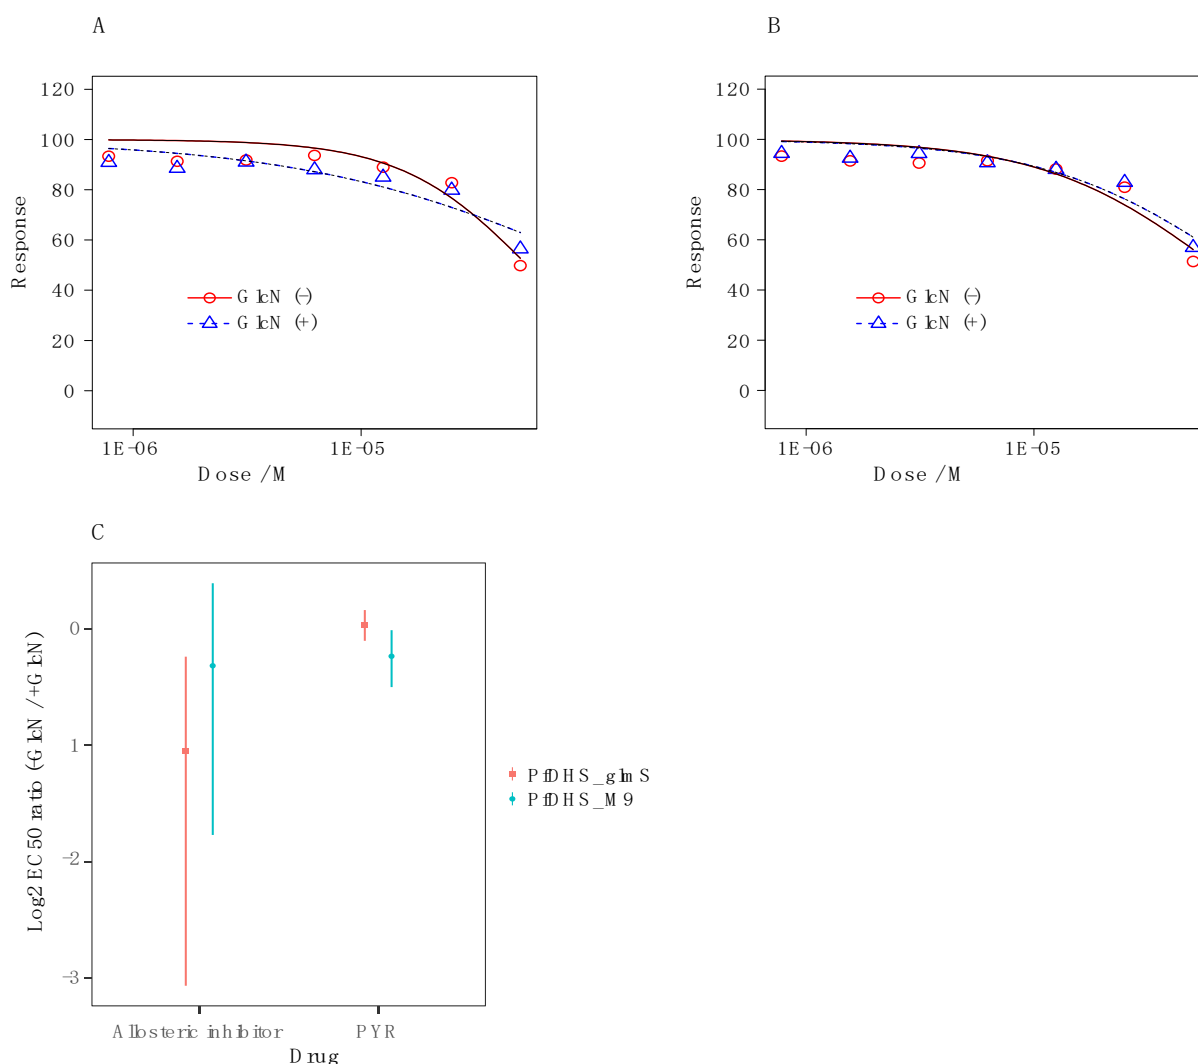 A
B
120
100
80
60
40
20
0
Response
GlcN (-)
GlcN (+)
1E-06
1E-05
Dose /M
120
100
80
60
40
20
0
Response
GlcN (-)
GlcN (+)
1E-06
1E-05
Dose /M
C
0
1
-2
-3
Log2 EC50 ratio (-GlcN /+GlcN)
PfDHS_glmS
PfDHS_M9
Allosteric inhibitor
PYR
Drug